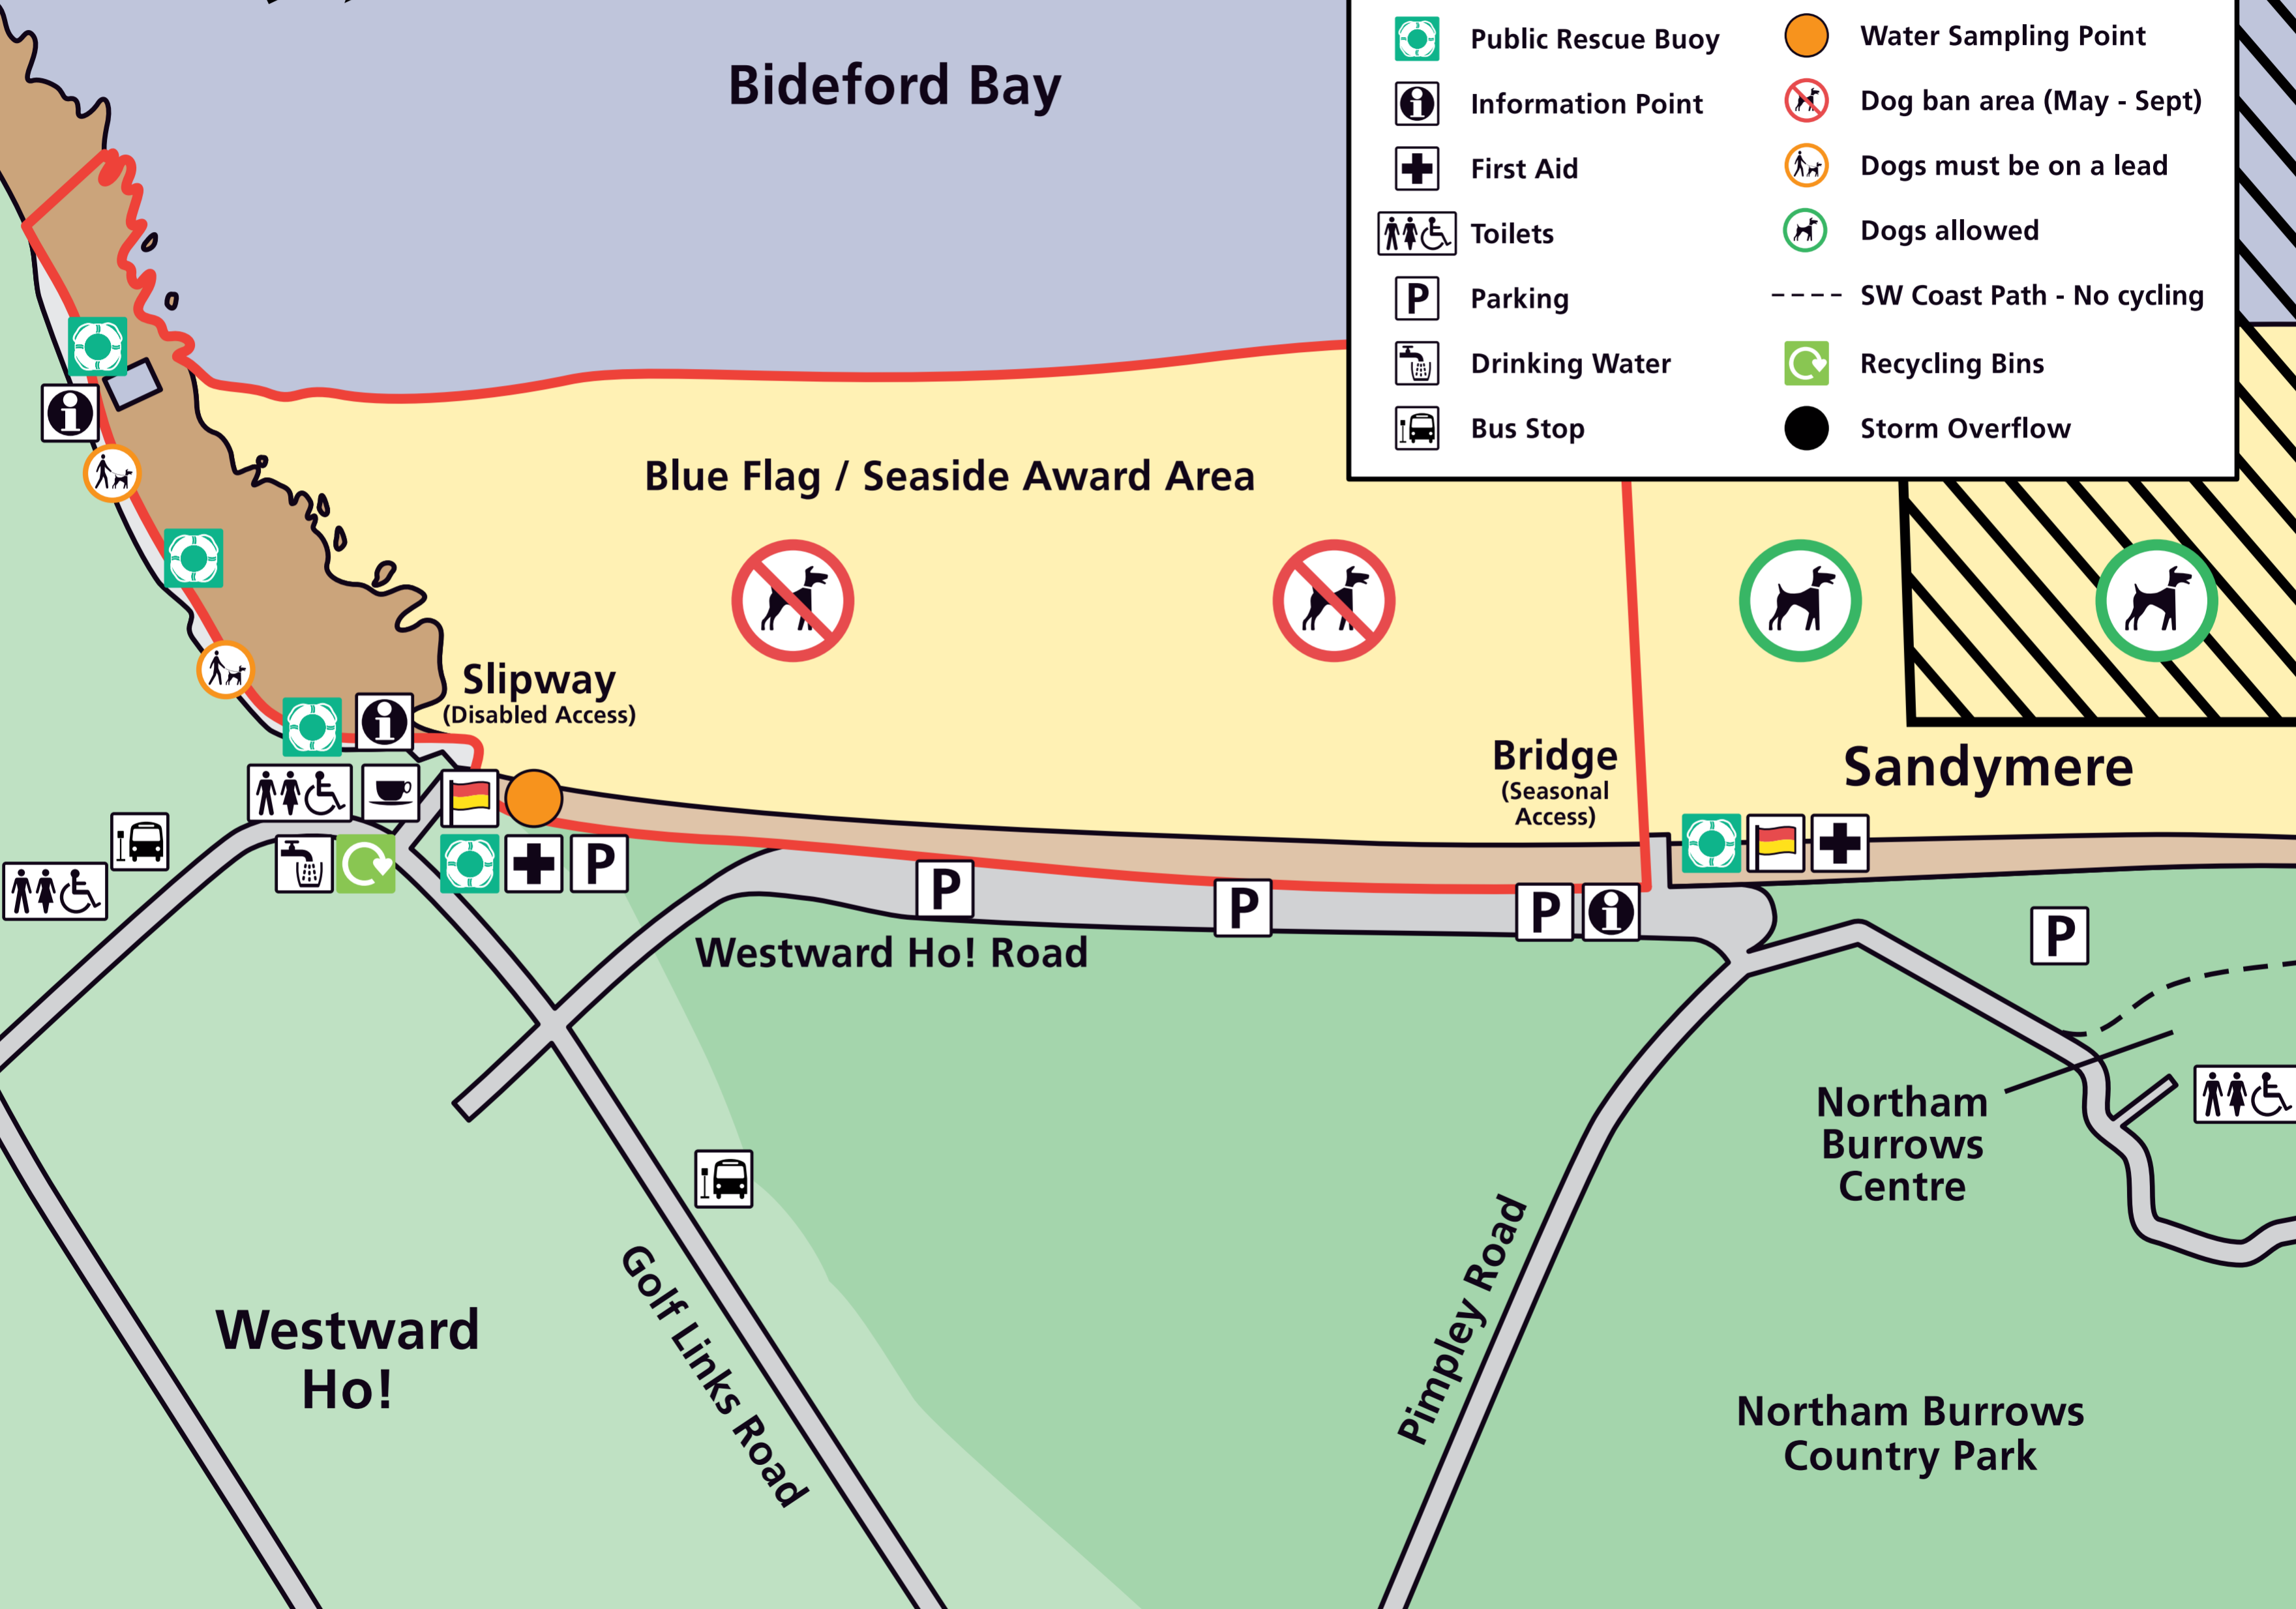 Bideford Bay
Public Rescue Buoy
Information Point
First Aid
Toilets
Parking
Drinking Water
Bus Stop
Water Sampling Point
Dog ban area (May - Sept)
Dogs must be on a lead
Dogs allowed
SW Coast Path - No cycling
Recycling Bins
Storm Overflow
P
i
i
Blue Flag / Seaside Award Area
Slipway
(Disabled Access)
i
Bridge
(Seasonal
Access)
Sandymere
P
P
P
P
i
P
Westward Ho! Road
Northam
Burrows
Centre
Golf Links Road
Pimpley Road
Westward
Ho!
Northam Burrows
Country Park